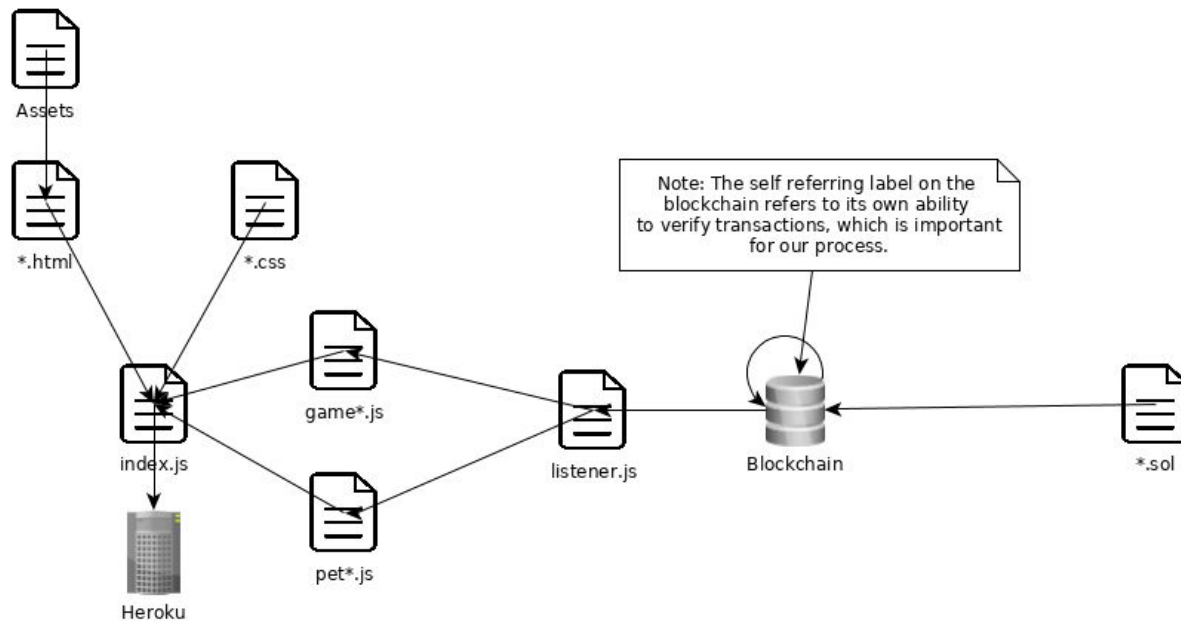 Assets
*.html
*.css
Note: The self referring label on the
blockchain refers to its own ability
to verify transactions, which is important
for our process.
game*.js
index.js
listener.js
Blockchain
*.sol
pet*.js
Heroku